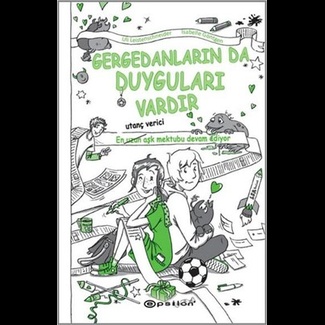 GERGEDANLARIN DA
DUYGULARI
VARDIR
utanç verici
En uzun aşk mektubu devam ediyor
epsilon